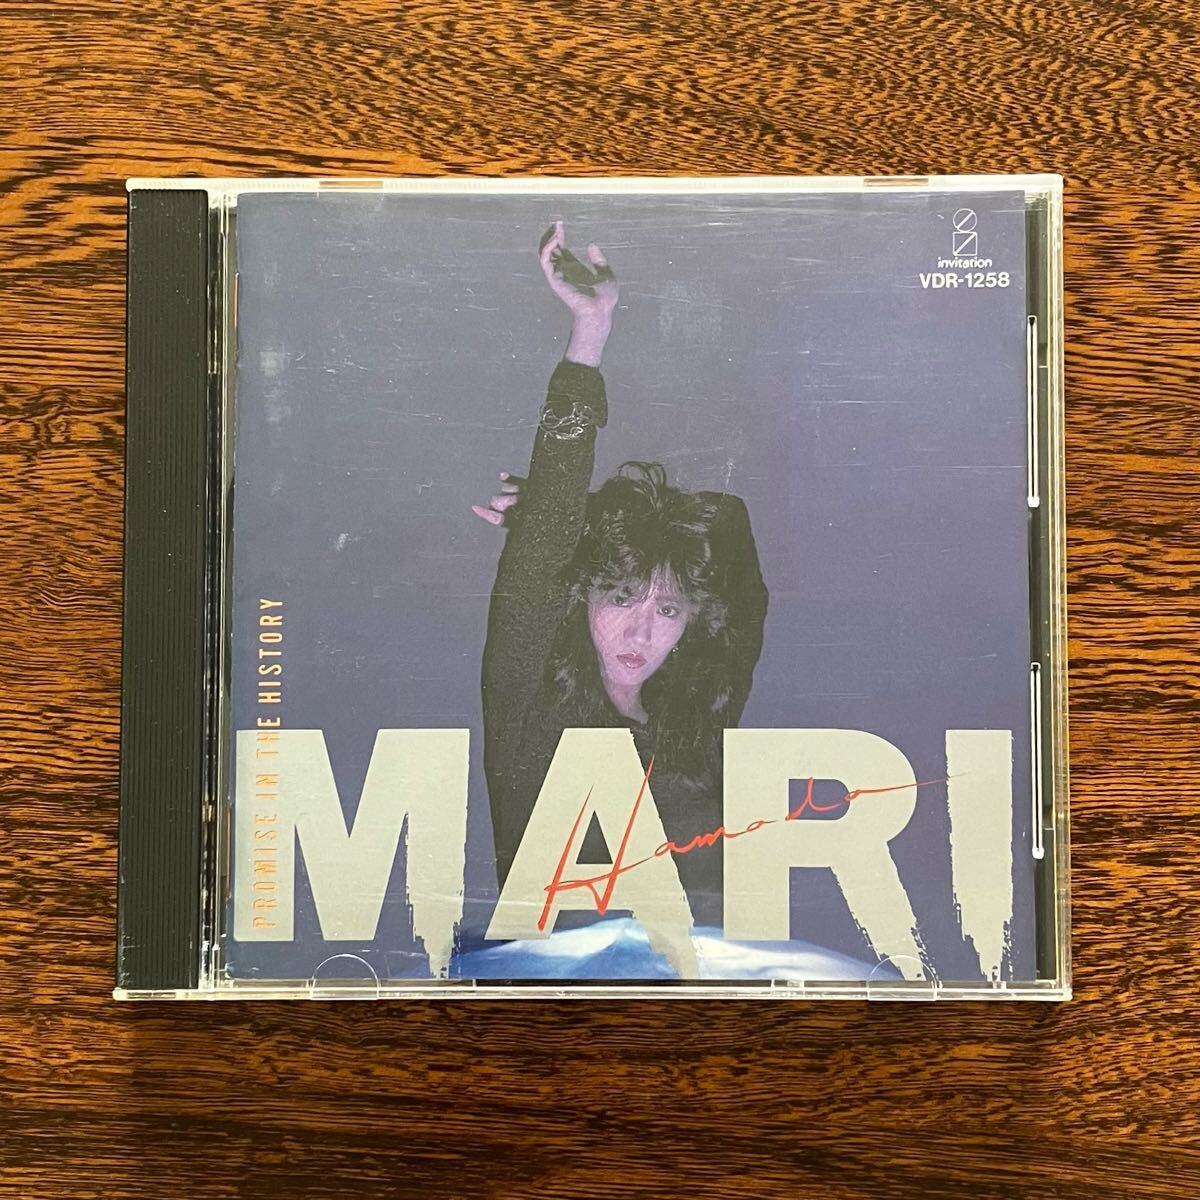 invitation
VDR-1258
PROMISE IN THE HISTORY
MARI
Hamada